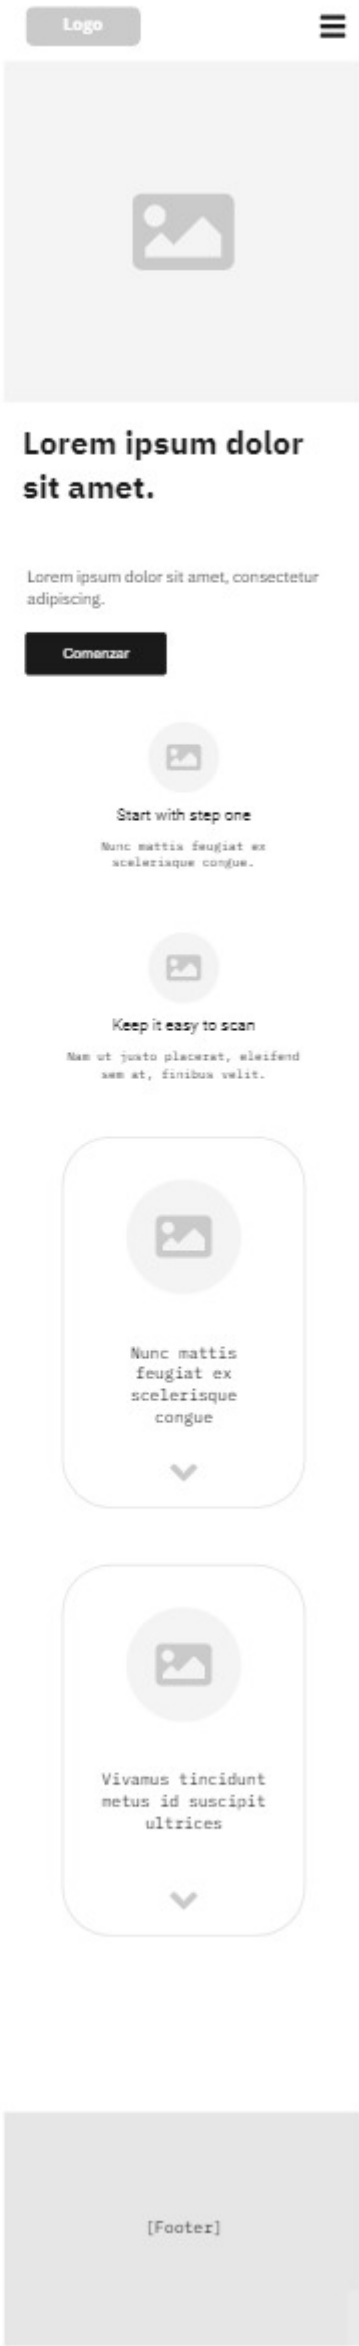 Logo
Lorem ipsum dolor
sit amet.
Lorem ipsum dolor sit amet, consectetur
adipiscing.
Comenzar
Start with step one
Nunc mattis feugiat ex
scelerisque congue.
Keep it easy to scan
Nam ut justo placerat, eleifend
sem at, finibus velit.
Nunc mattis
feugiat ex
scelerisque
congue
Vivamus tincidunt
metus id suscipit
ultrices
[Footer]